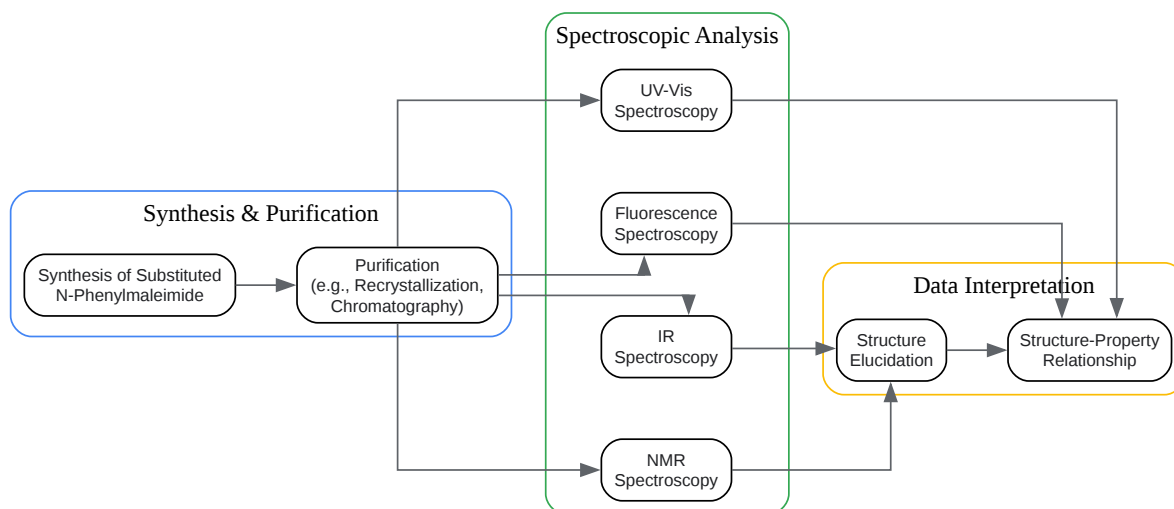 Spectroscopic Analysis
UV-Vis
Spectroscopy
Synthesis & Purification
Fluorescence
Spectroscopy
Synthesis of Substituted
N-Phenylmaleimide
Purification
(e.g., Recrystallization,
Chromatography)
Data Interpretation
IR
Spectroscopy
Structure
Elucidation
Structure-Property
Relationship
NMR
Spectroscopy